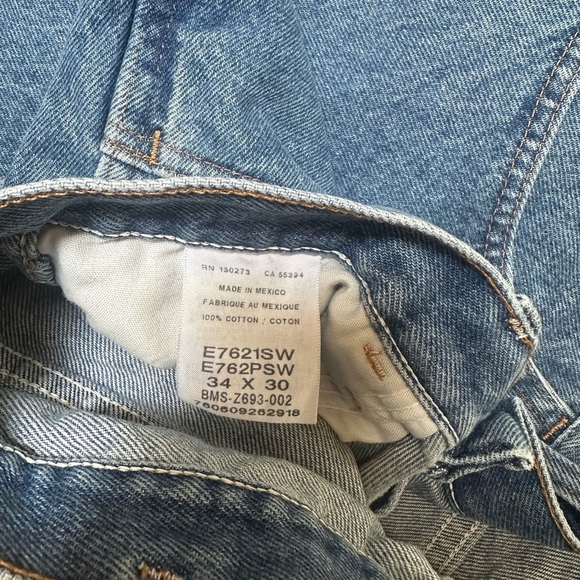 RN 130273 CA 55394
MADE IN MEXICO
FABRIQUE AU MEXIQUE
100% COTTON / COTON
E7621SW
E762PSW
34 X 30
BMS-Z693-002
760609252918